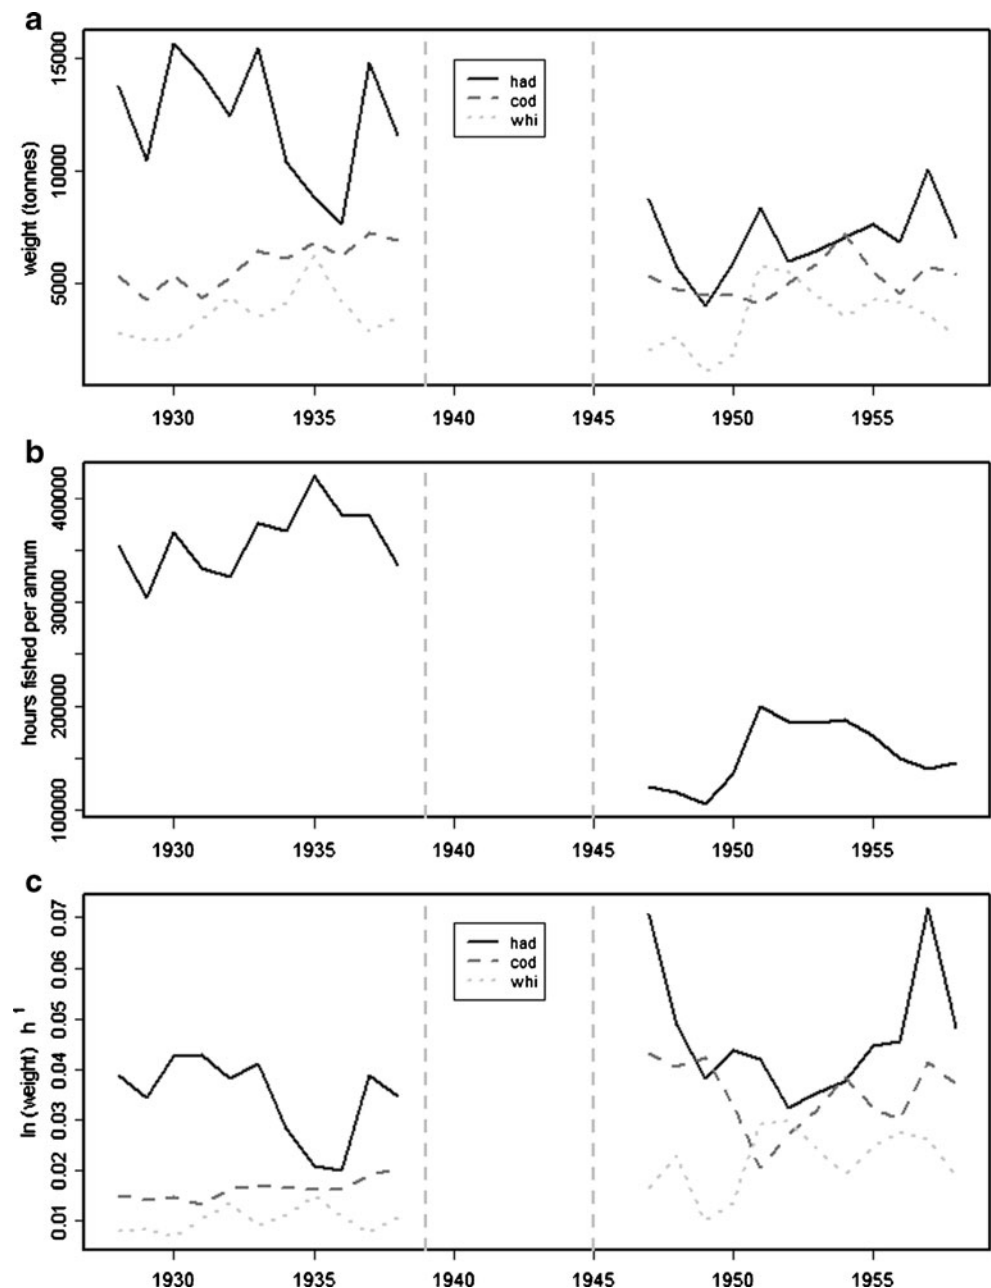 a
weight (tonnes)
15000
10000
5000
had
cod
whi
1930 1935 1940 1945 1950 1955
b
hours fished per annum
400000
300000
200000
100000
1930 1935 1940 1945 1950 1955
c
ln (weight) h⁻¹
0.07
0.06
0.05
0.04
0.03
0.02
0.01
had
cod
whi
1930 1935 1940 1945 1950 1955